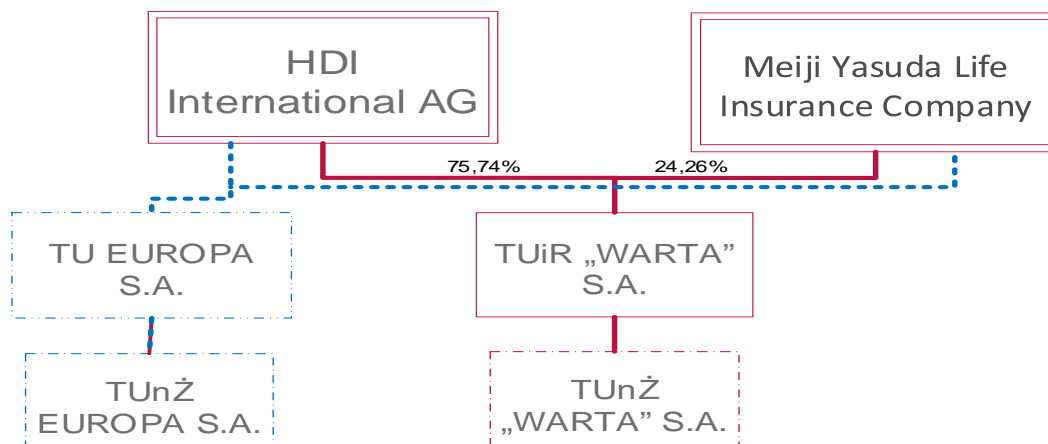 HDI
International AG
Meiji Yasuda Life
Insurance Company
75,74%
24,26%
TU EUROPA
S.A.
TUiR „WARTA”
S.A.
TUnŻ
EUROPA S.A.
TUnŻ
„WARTA” S.A.